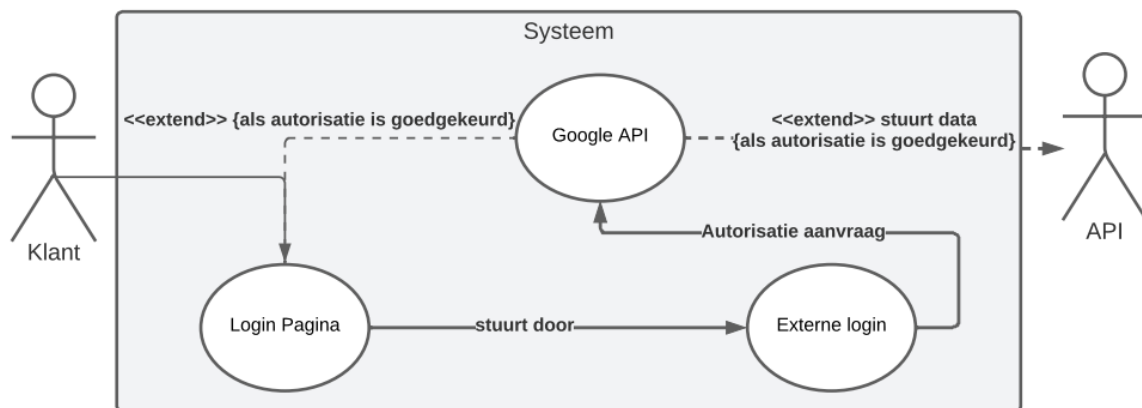 Systeem
<<extend>> {als autorisatie is goedgekeurd}
Google API
<<extend>> stuurt data
{als autorisatie is goedgekeurd}
Klant
API
Autorisatie aanvraag
Login Pagina
stuurt door
Externe login